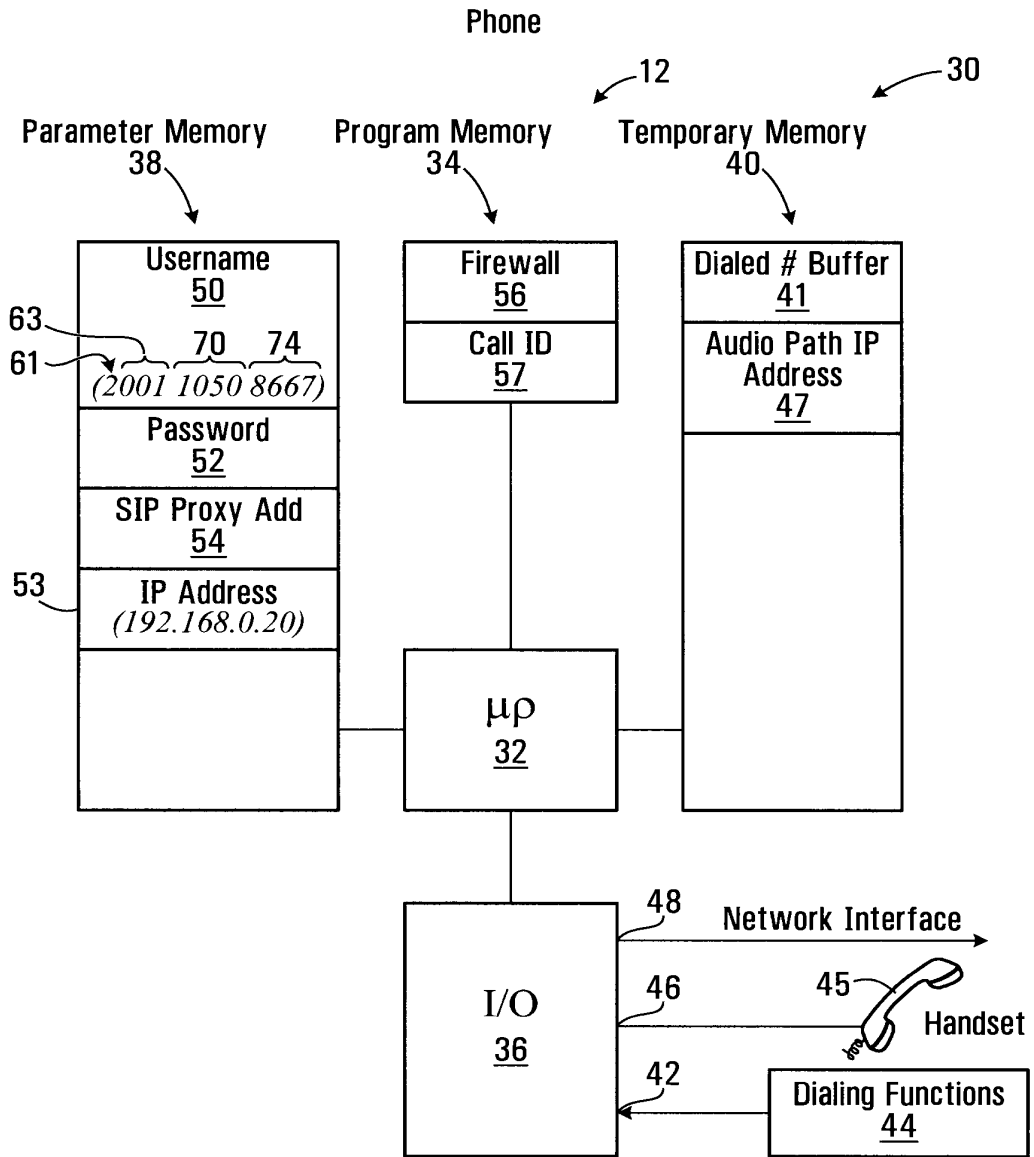 Phone
12
30
Parameter Memory
38
Program Memory
34
Temporary Memory
40
Username
50
63
70
74
61
(2001 1050 8667)
Password
52
SIP Proxy Add
54
53
IP Address
(192.168.0.20)
Firewall
56
Call ID
57
Dialed # Buffer
41
Audio Path IP
Address
47
μρ
32
I/O
36
48
Network Interface
46
45
Handset
42
Dialing Functions
44